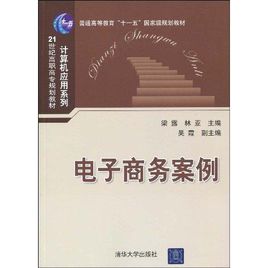 普通高等教育“十一五”国家级规划教材
21世纪高职高专规划教材
计算机应用系列
Dianzi Shangwu Anli
梁露 林亚 主编
吴霞 副主编
电子商务案例
清华大学出版社